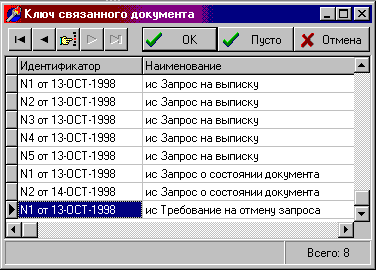 Ключ связанного документа
OK Пусто Отмена
Идентификатор Наименование
N1 от 13-OCT-1998 ис Запрос на выписку
N2 от 13-OCT-1998 ис Запрос на выписку
N3 от 13-OCT-1998 ис Запрос на выписку
N4 от 13-OCT-1998 ис Запрос на выписку
N5 от 13-OCT-1998 ис Запрос на выписку
N1 от 13-OCT-1998 ис Запрос о состоянии документа
N2 от 14-OCT-1998 ис Запрос о состоянии документа
N1 от 13-OCT-1998 ис Требование на отмену запроса
Всего: 8